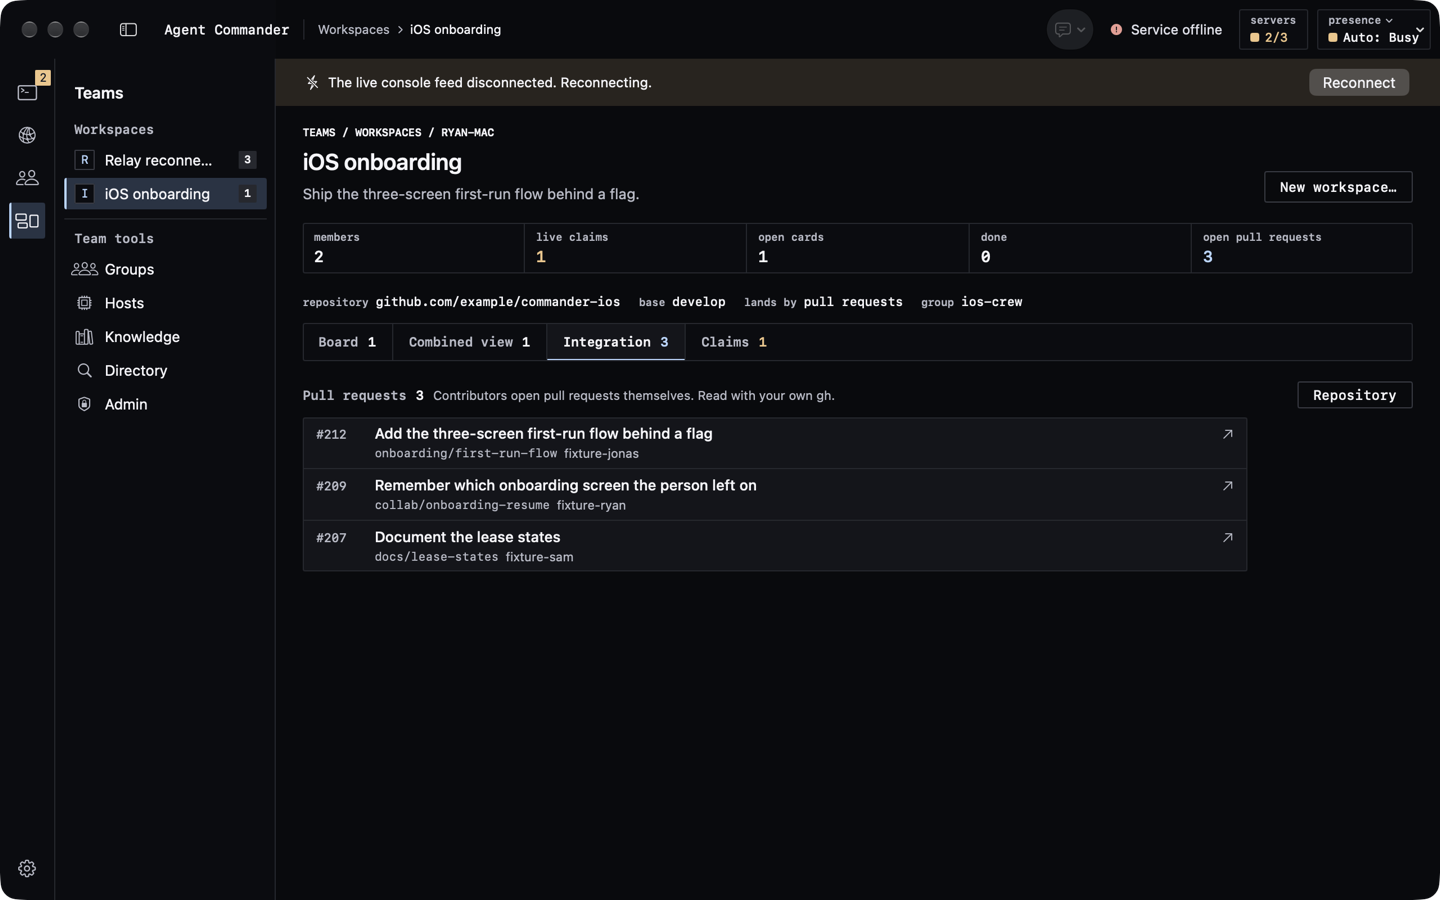 Agent Commander
Workspaces > iOS onboarding
Service offline
servers
2/3
presence
Auto: Busy
2
Teams
Workspaces
R Relay reconne... 3
I iOS onboarding 1
Team tools
Groups
Hosts
Knowledge
Directory
Admin
The live console feed disconnected. Reconnecting.
Reconnect
TEAMS / WORKSPACES / RYAN-MAC
iOS onboarding
Ship the three-screen first-run flow behind a flag.
New workspace…
members
2
live claims
1
open cards
1
done
0
open pull requests
3
repository github.com/example/commander-ios base develop lands by pull requests group ios-crew
Board 1 Combined view 1 Integration 3 Claims 1
Pull requests 3 Contributors open pull requests themselves. Read with your own gh.
Repository
#212 Add the three-screen first-run flow behind a flag
onboarding/first-run-flow fixture-jonas
#209 Remember which onboarding screen the person left on
collab/onboarding-resume fixture-ryan
#207 Document the lease states
docs/lease-states fixture-sam